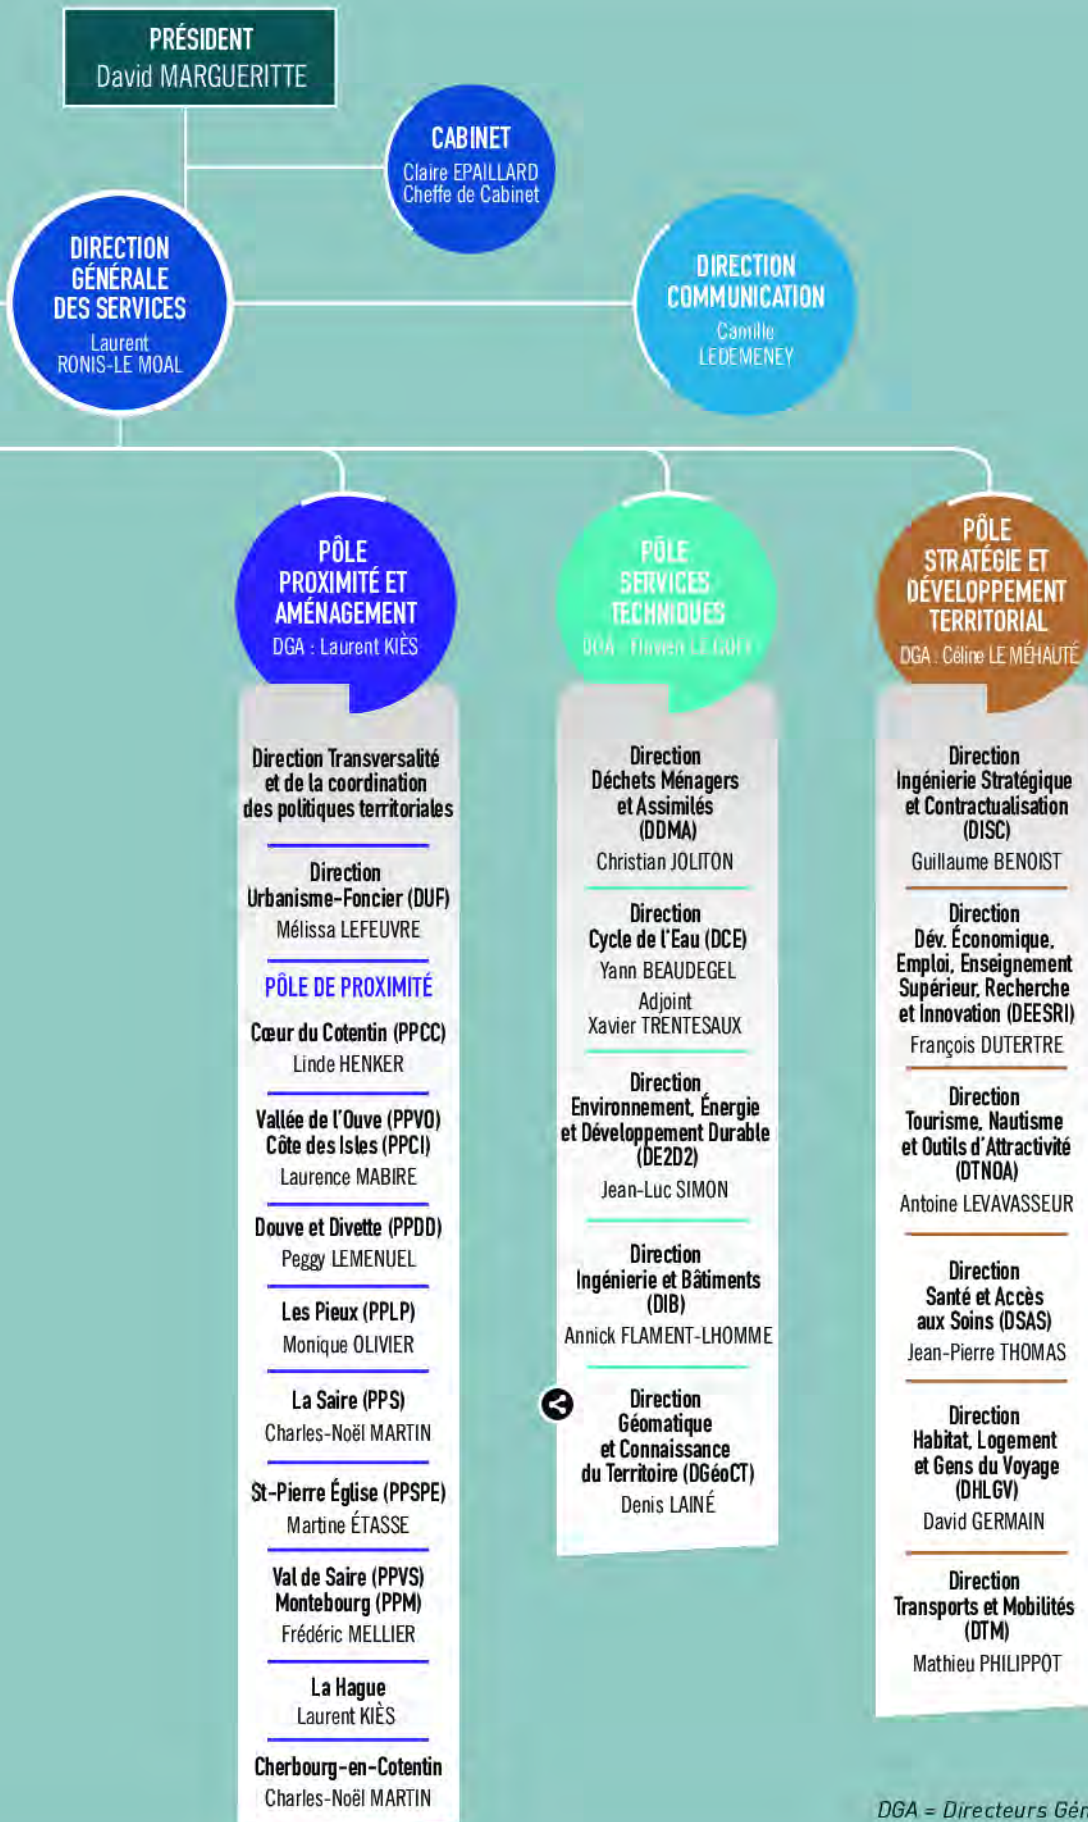 PRÉSIDENT
David MARGUERITTE
CABINET
Claire EPAILLARD
Cheffe de Cabinet
DIRECTION
GÉNÉRALE
DES SERVICES
Laurent
RONIS-LE MOAL
DIRECTION
COMMUNICATION
Camille
LEDEMENEY
PÔLE
PROXIMITÉ ET
AMÉNAGEMENT
DGA : Laurent KIÈS
Direction Transversalité
et de la coordination
des politiques territoriales
Direction
Urbanisme-Foncier (DUF)
Mélissa LEFEUVRE
PÔLE DE PROXIMITÉ
Cœur du Cotentin (PPCC)
Linde HENKER
Vallée de l'Ouve (PPVO)
Côte des Isles (PPCI)
Laurence MABIRE
Douve et Divette (PPDD)
Peggy LEMENUEL
Les Pieux (PPLP)
Monique OLIVIER
La Saire (PPS)
Charles-Noël MARTIN
St-Pierre Église (PPSPE)
Martine ÉTASSE
Val de Saire (PPVS)
Montebourg (PPM)
Frédéric MELLIER
La Hague
Laurent KIÈS
Cherbourg-en-Cotentin
Charles-Noël MARTIN
PÔLE
SERVICES
TECHNIQUES
DGA :
Direction
Déchets Ménagers
et Assimilés
(DDMA)
Christian JOLITON
Direction
Cycle de l'Eau (DCE)
Yann BEAUDEGEL
Adjoint
Xavier TRENTESAUX
Direction
Environnement, Énergie
et Développement Durable
(DE2D2)
Jean-Luc SIMON
Direction
Ingénierie et Bâtiments
(DIB)
Annick FLAMENT-LHOMME
Direction
Géomatique
et Connaissance
du Territoire (DGéoCT)
Denis LAINÉ
PÔLE
STRATÉGIE ET
DÉVELOPPEMENT
TERRITORIAL
DGA : Céline LE MÉHAUTÉ
Direction
Ingénierie Stratégique
et Contractualisation
(DISC)
Guillaume BENOIST
Direction
Dév. Économique,
Emploi, Enseignement
Supérieur, Recherche
et Innovation (DEESRI)
François DUTERTRE
Direction
Tourisme, Nautisme
et Outils d'Attractivité
(DTNOA)
Antoine LEVAVASSEUR
Direction
Santé et Accès
aux Soins (DSAS)
Jean-Pierre THOMAS
Direction
Habitat, Logement
et Gens du Voyage
(DHLGV)
David GERMAIN
Direction
Transports et Mobilités
(DTM)
Mathieu PHILIPPOT
DGA = Directeurs Gén